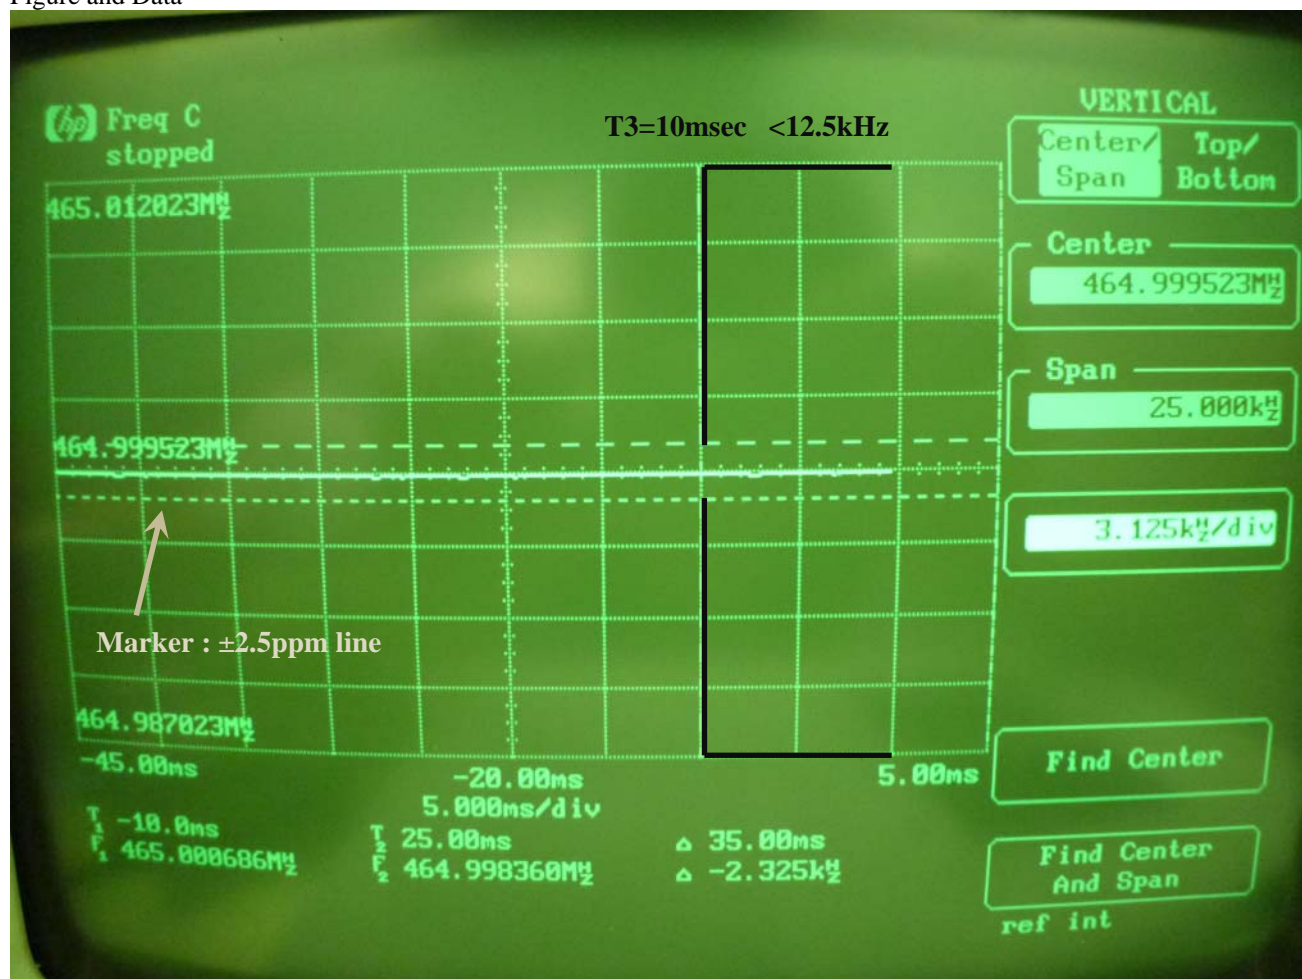 Figure and Data
hp Freq C
stopped
T3=10msec <12.5kHz
VERTICAL
Center/ Top/
Span Bottom
465.012023MHz
Center
464.999523MHz
Span
25.000kHz
464.999523MHz
3.125kHz/div
Marker : ±2.5ppm line
464.987023MHz
-45.00ms
-20.00ms
5.00ms
5.000ms/div
Find Center
T1 -10.0ms
T2 25.00ms
△ 35.00ms
F1 465.000686MHz
F2 464.998360MHz
△ -2.325kHz
Find Center
And Span
ref int